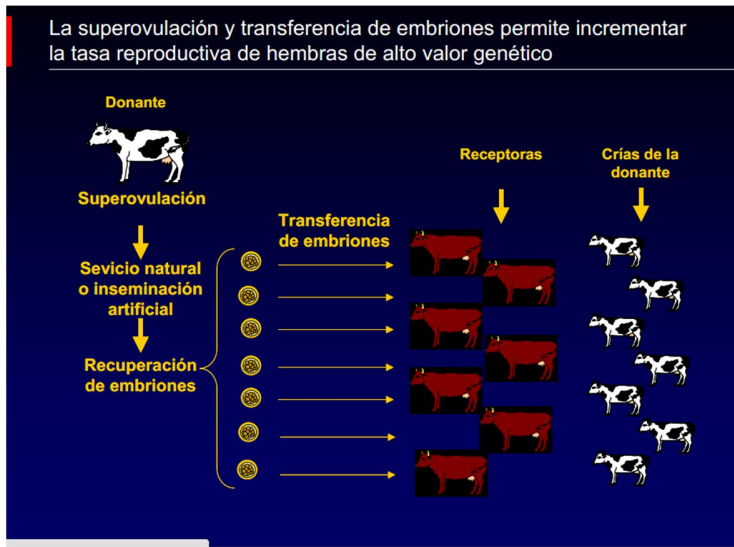 La superovulación y transferencia de embriones permite incrementar
la tasa reproductiva de hembras de alto valor genético
Donante
Superovulación
Sevicio natural
o inseminación
artificial
Recuperación
de embriones
Transferencia
de embriones
Receptoras
Crías de la
donante